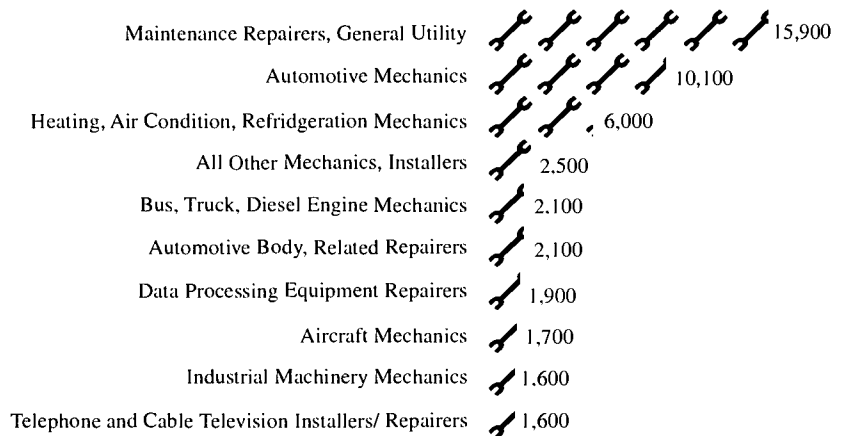 Maintenance Repairers, General Utility 15,900
Automotive Mechanics 10,100
Heating, Air Condition, Refridgeration Mechanics 6,000
All Other Mechanics, Installers 2,500
Bus, Truck, Diesel Engine Mechanics 2,100
Automotive Body, Related Repairers 2,100
Data Processing Equipment Repairers 1,900
Aircraft Mechanics 1,700
Industrial Machinery Mechanics 1,600
Telephone and Cable Television Installers/ Repairers 1,600